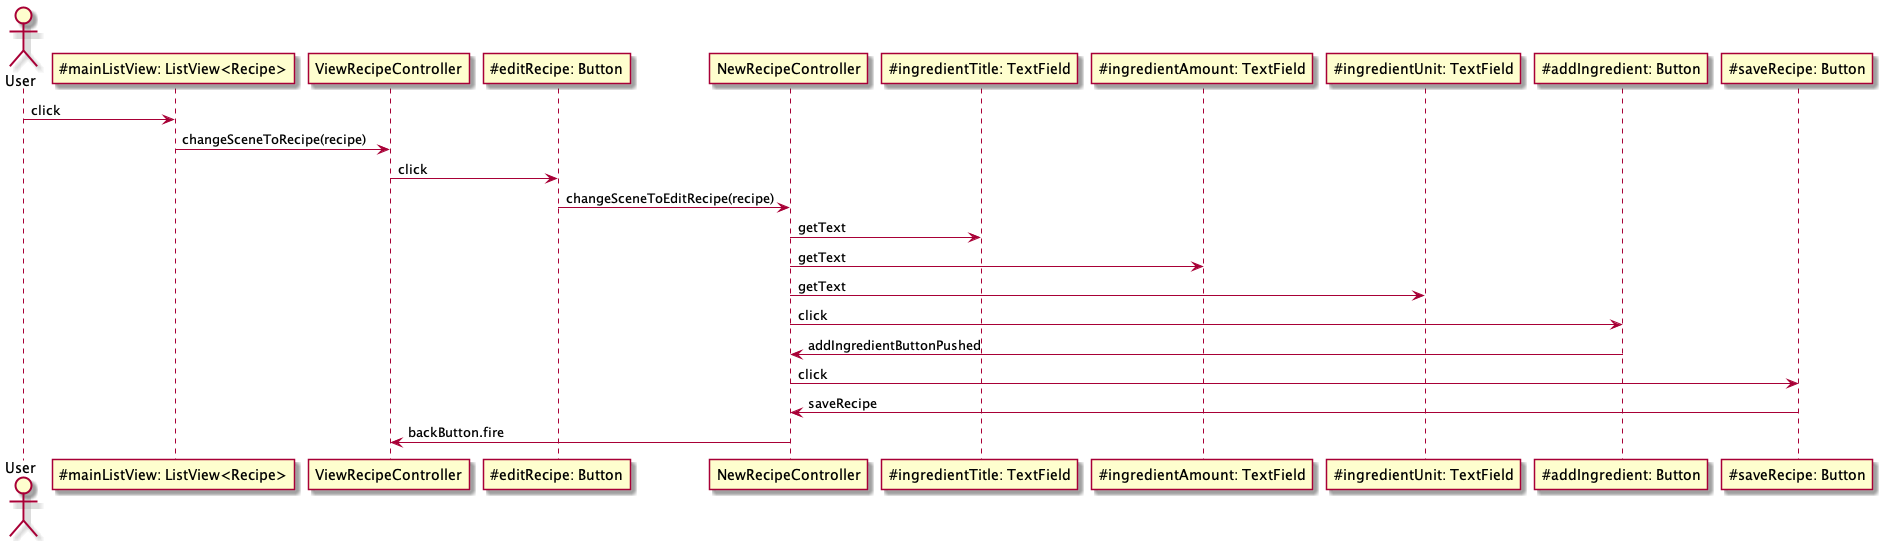 User
#mainListView: ListView<Recipe>
ViewRecipeController
#editRecipe: Button
NewRecipeController
#ingredientTitle: TextField
#ingredientAmount: TextField
#ingredientUnit: TextField
#addIngredient: Button
#saveRecipe: Button
click
changeSceneToRecipe(recipe)
click
changeSceneToEditRecipe(recipe)
getText
getText
getText
click
addIngredientButtonPushed
click
saveRecipe
backButton.fire
User
#mainListView: ListView<Recipe>
ViewRecipeController
#editRecipe: Button
NewRecipeController
#ingredientTitle: TextField
#ingredientAmount: TextField
#ingredientUnit: TextField
#addIngredient: Button
#saveRecipe: Button